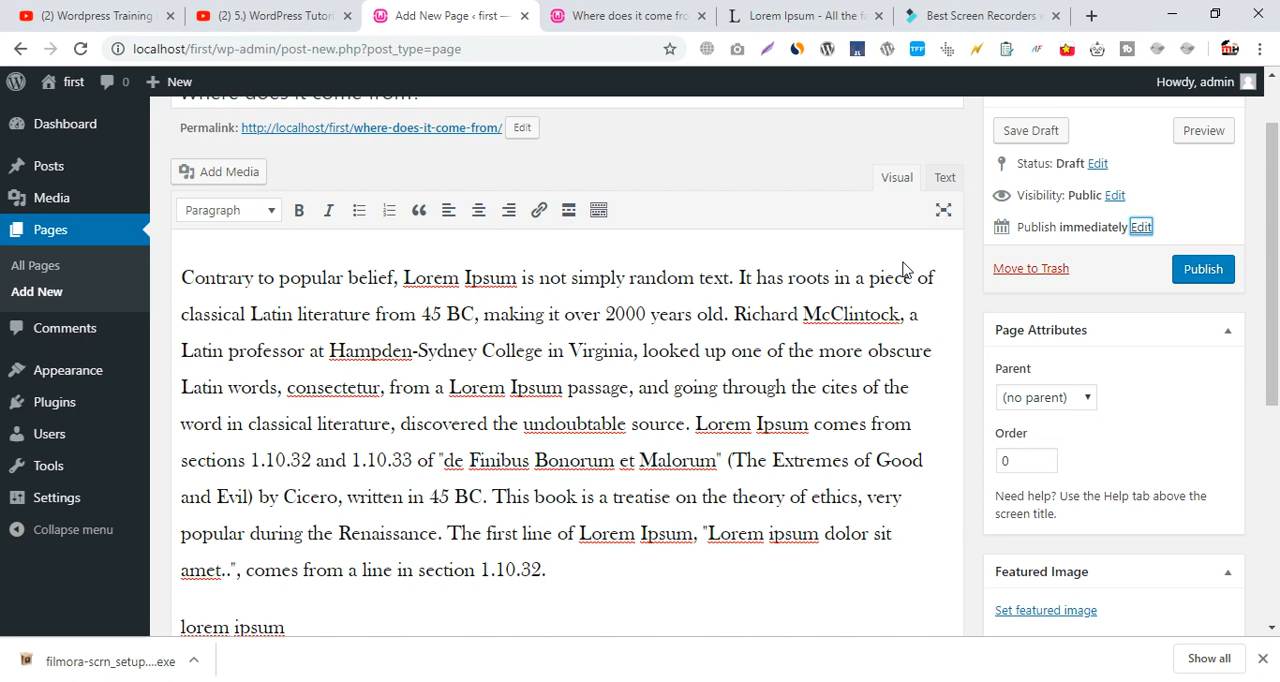 (2) Wordpress Training
(2) (5.) WordPress Tutori
Add New Page ‹ first —
Where does it come fro
Lorem Ipsum - All the f
Best Screen Recorders
localhost/first/wp-admin/post-new.php?post_type=page
first
0
New
Howdy, admin
Dashboard
Posts
Media
Pages
All Pages
Add New
Comments
Appearance
Plugins
Users
Tools
Settings
Collapse menu
Where does it come from?
Permalink: http://localhost/first/where-does-it-come-from/ Edit
Add Media
Visual
Text
Paragraph
B
I
Contrary to popular belief, Lorem Ipsum is not simply random text. It has roots in a piece of
classical Latin literature from 45 BC, making it over 2000 years old. Richard McClintock, a
Latin professor at Hampden-Sydney College in Virginia, looked up one of the more obscure
Latin words, consectetur, from a Lorem Ipsum passage, and going through the cites of the
word in classical literature, discovered the undoubtable source. Lorem Ipsum comes from
sections 1.10.32 and 1.10.33 of "de Finibus Bonorum et Malorum" (The Extremes of Good
and Evil) by Cicero, written in 45 BC. This book is a treatise on the theory of ethics, very
popular during the Renaissance. The first line of Lorem Ipsum, "Lorem ipsum dolor sit
amet..", comes from a line in section 1.10.32.
lorem ipsum
Save Draft
Preview
Status: Draft Edit
Visibility: Public Edit
Publish immediately Edit
Move to Trash
Publish
Page Attributes
Parent
(no parent)
Order
0
Need help? Use the Help tab above the
screen title.
Featured Image
Set featured image
filmora-scrn_setup....exe
Show all